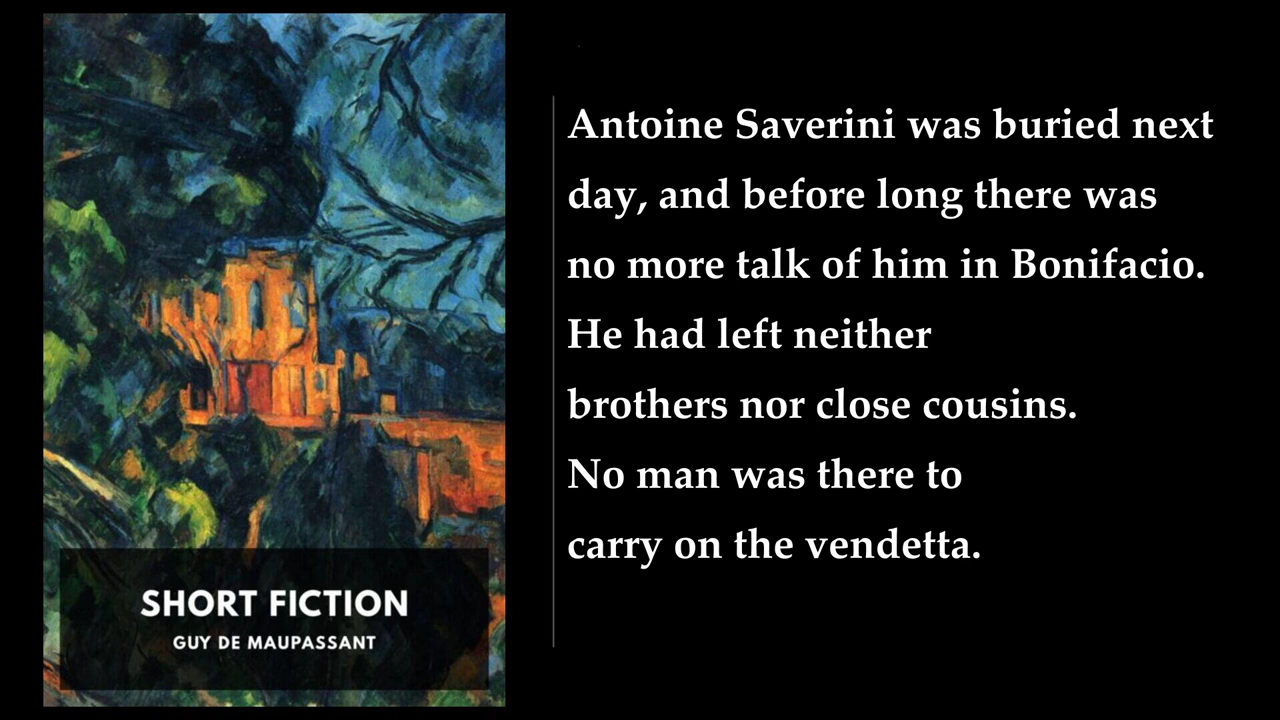 SHORT FICTION
GUY DE MAUPASSANT
Antoine Saverini was buried next
day, and before long there was
no more talk of him in Bonifacio.
He had left neither
brothers nor close cousins.
No man was there to
carry on the vendetta.